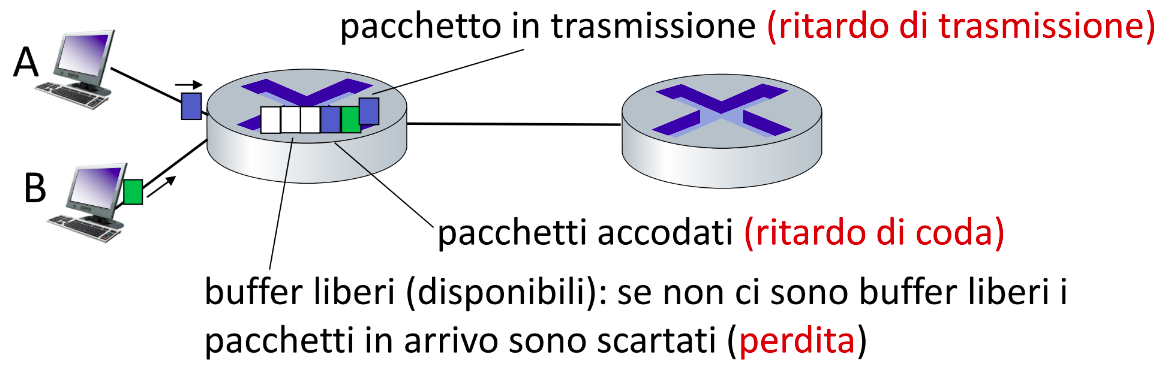 pacchetto in trasmissione (ritardo di trasmissione)
A
B
pacchetti accodati (ritardo di coda)
buffer liberi (disponibili): se non ci sono buffer liberi i
pacchetti in arrivo sono scartati (perdita)